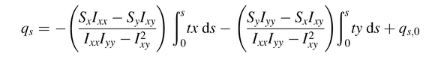 $q_s = -\left(\frac{S_x I_{xx} - S_y I_{xy}}{I_{xx} I_{yy} - I_{xy}^2}\right) \int_0^s tx \, \mathrm{d}s - \left(\frac{S_y I_{yy} - S_x I_{xy}}{I_{xx} I_{yy} - I_{xy}^2}\right) \int_0^s ty \, \mathrm{d}s + q_{s,0}$